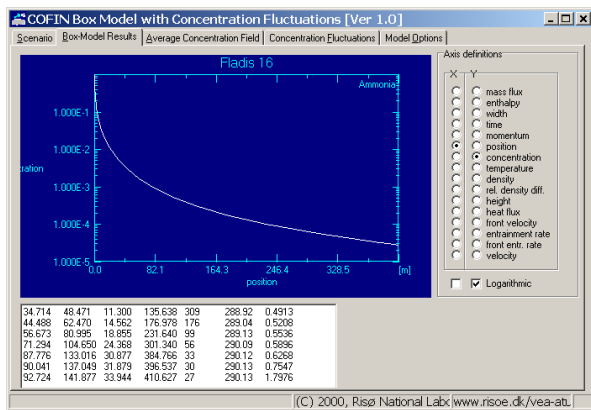 COFIN Box Model with Concentration Fluctuations [Ver 1.0]
Scenario Box-Model Results Average Concentration Field Concentration Fluctuations Model Options
Fladis 16
Ammonia
1.000E-1
1.000E-2
ration
1.000E-3
1.000E-4
1.000E-5
0.0 82.1 164.3 246.4 328.5 [m]
position
Axis definitions
X Y
mass flux
enthalpy
width
time
momentum
position
concentration
temperature
density
rel. density diff.
height
heat flux
front velocity
entrainment rate
front entr. rate
velocity
Logarithmic
34.714 48.471 11.300 135.638 309 288.92 0.4913
44.488 62.470 14.562 176.978 176 289.04 0.5208
56.673 80.995 18.855 231.640 99 289.13 0.5536
71.294 104.650 24.368 301.340 56 290.09 0.5896
87.776 133.016 30.877 384.766 33 290.12 0.6268
90.041 137.049 31.879 396.537 30 290.13 0.7547
92.724 141.877 33.944 410.627 27 290.13 1.7976
(C) 2000, Risø National Labc www.risoe.dk/vea-atu